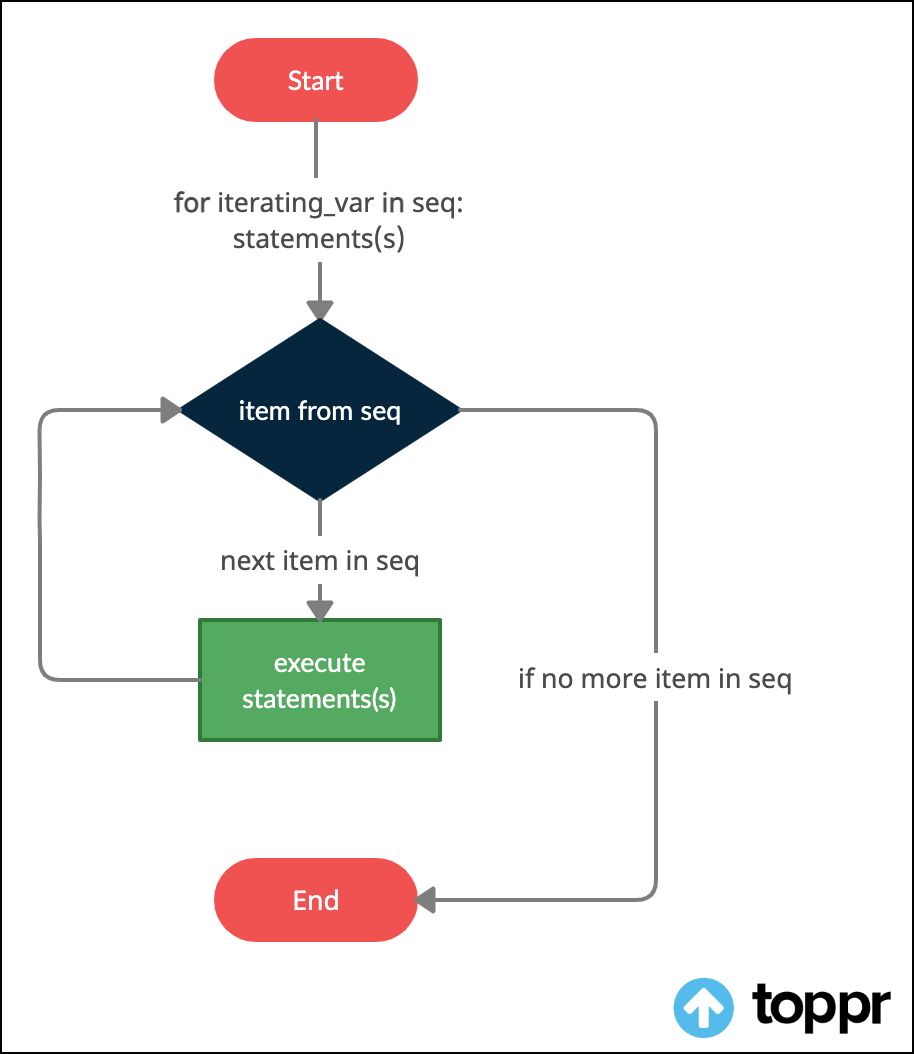 Start
for iterating_var in seq:
statements(s)
item from seq
next item in seq
execute
statements(s)
if no more item in seq
End
toppr